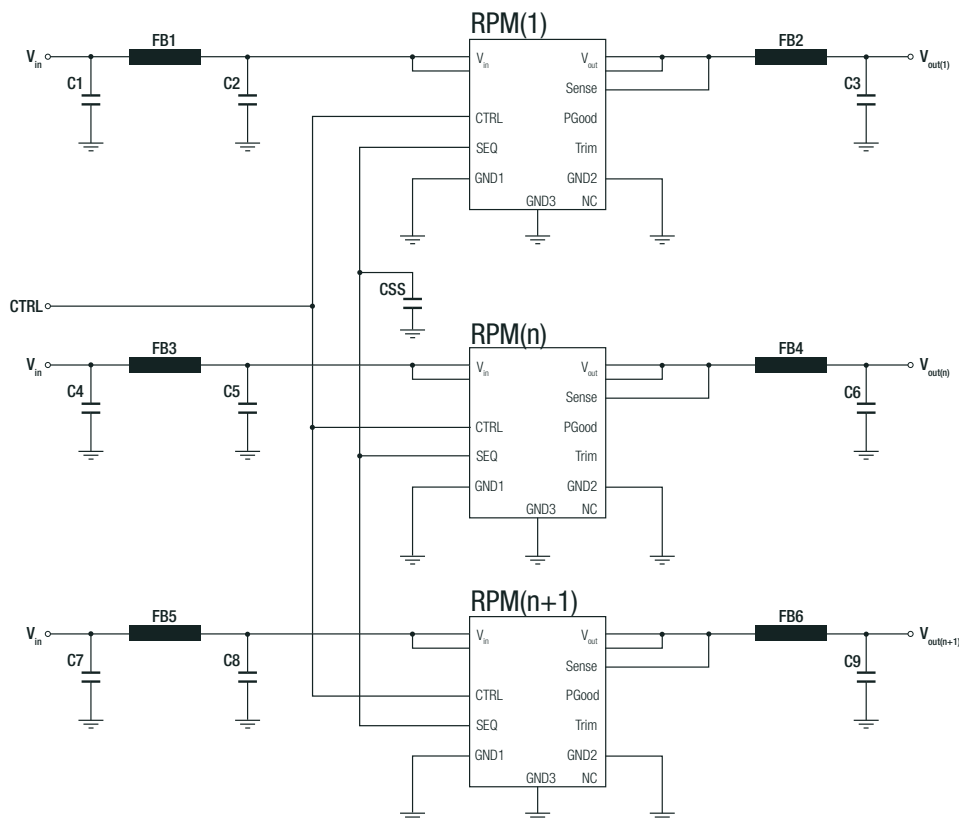 RPM(1)
V_in
FB1
FB2
V_out(1)
C1
C2
C3
V_in
V_out
Sense
CTRL
PGood
SEQ
Trim
GND1
GND2
GND3
NC
CSS
CTRL
RPM(n)
V_in
FB3
FB4
V_out(n)
C4
C5
C6
V_in
V_out
Sense
CTRL
PGood
SEQ
Trim
GND1
GND2
GND3
NC
RPM(n+1)
V_in
FB5
FB6
V_out(n+1)
C7
C8
C9
V_in
V_out
Sense
CTRL
PGood
SEQ
Trim
GND1
GND2
GND3
NC